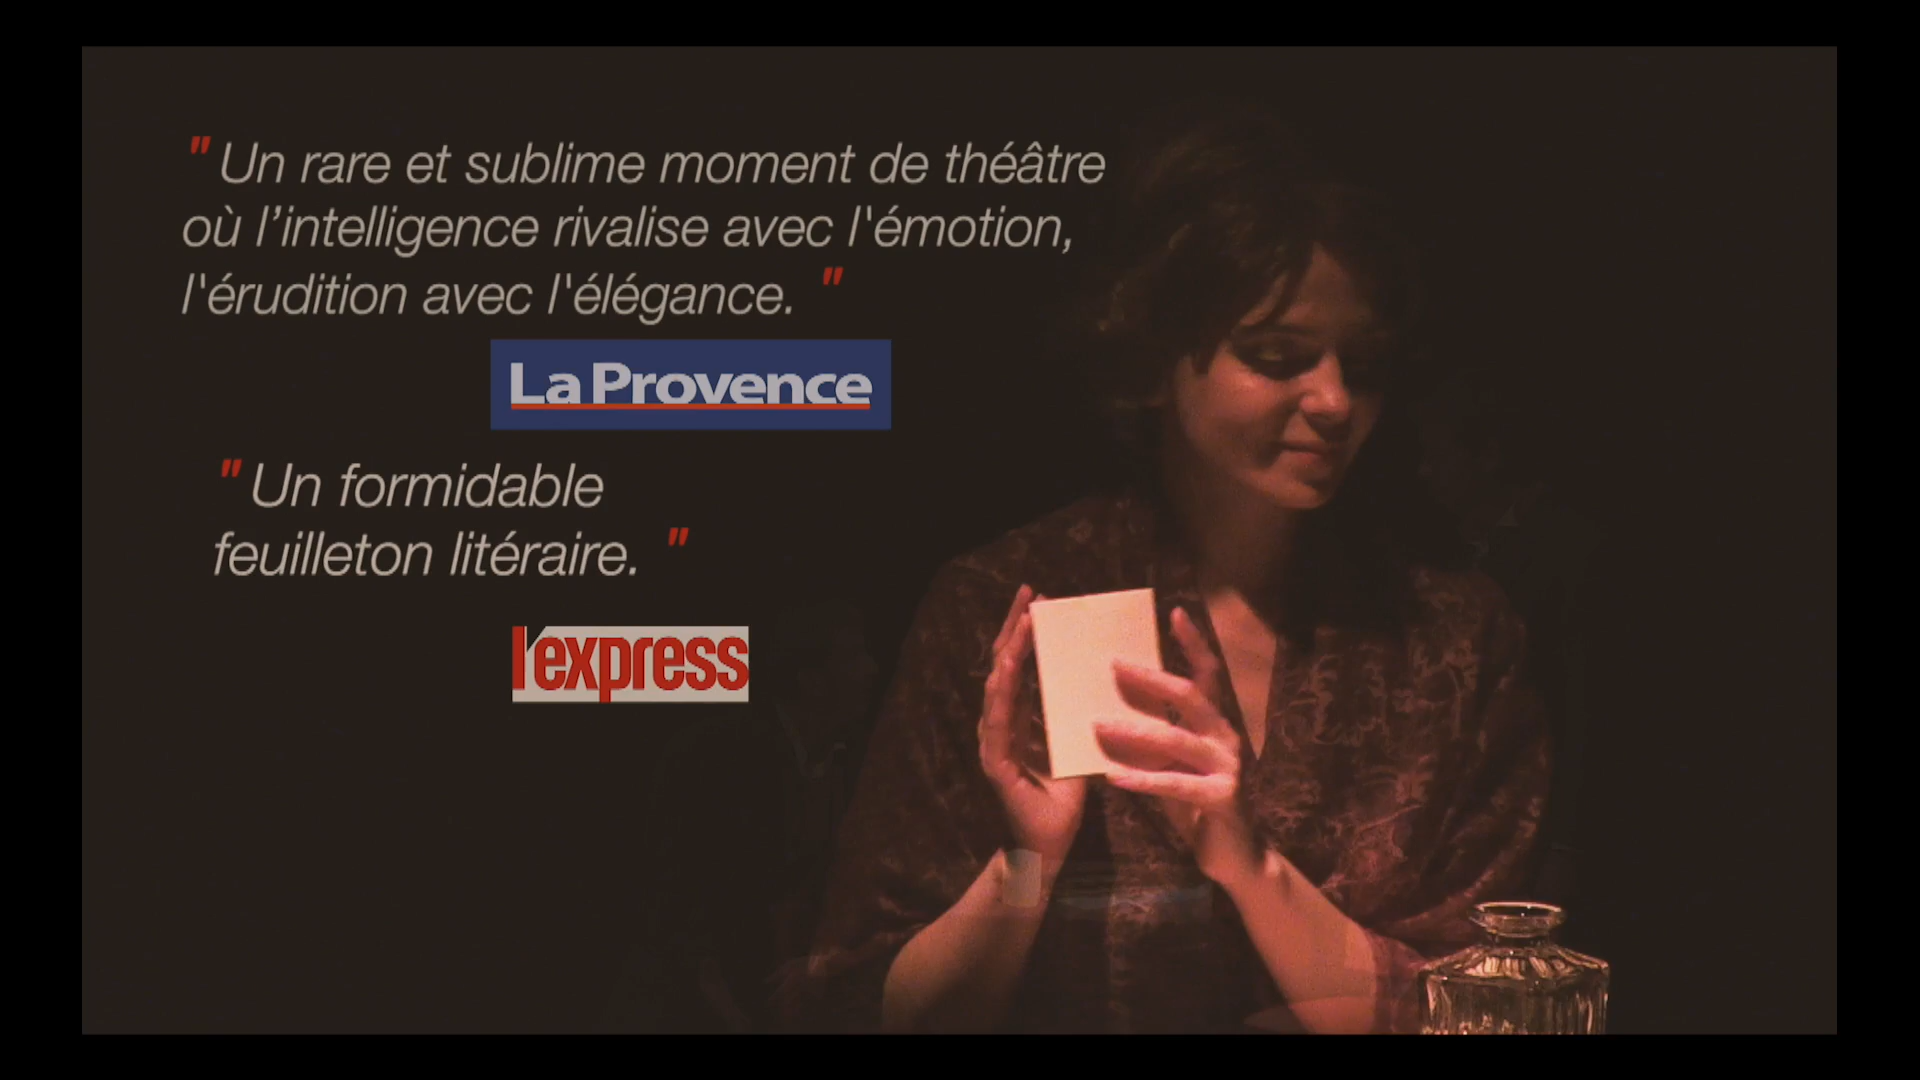 " Un rare et sublime moment de théâtre
où l’intelligence rivalise avec l'émotion,
l'érudition avec l'élégance. "
La Provence
" Un formidable
feuilleton litéraire. "
l'express